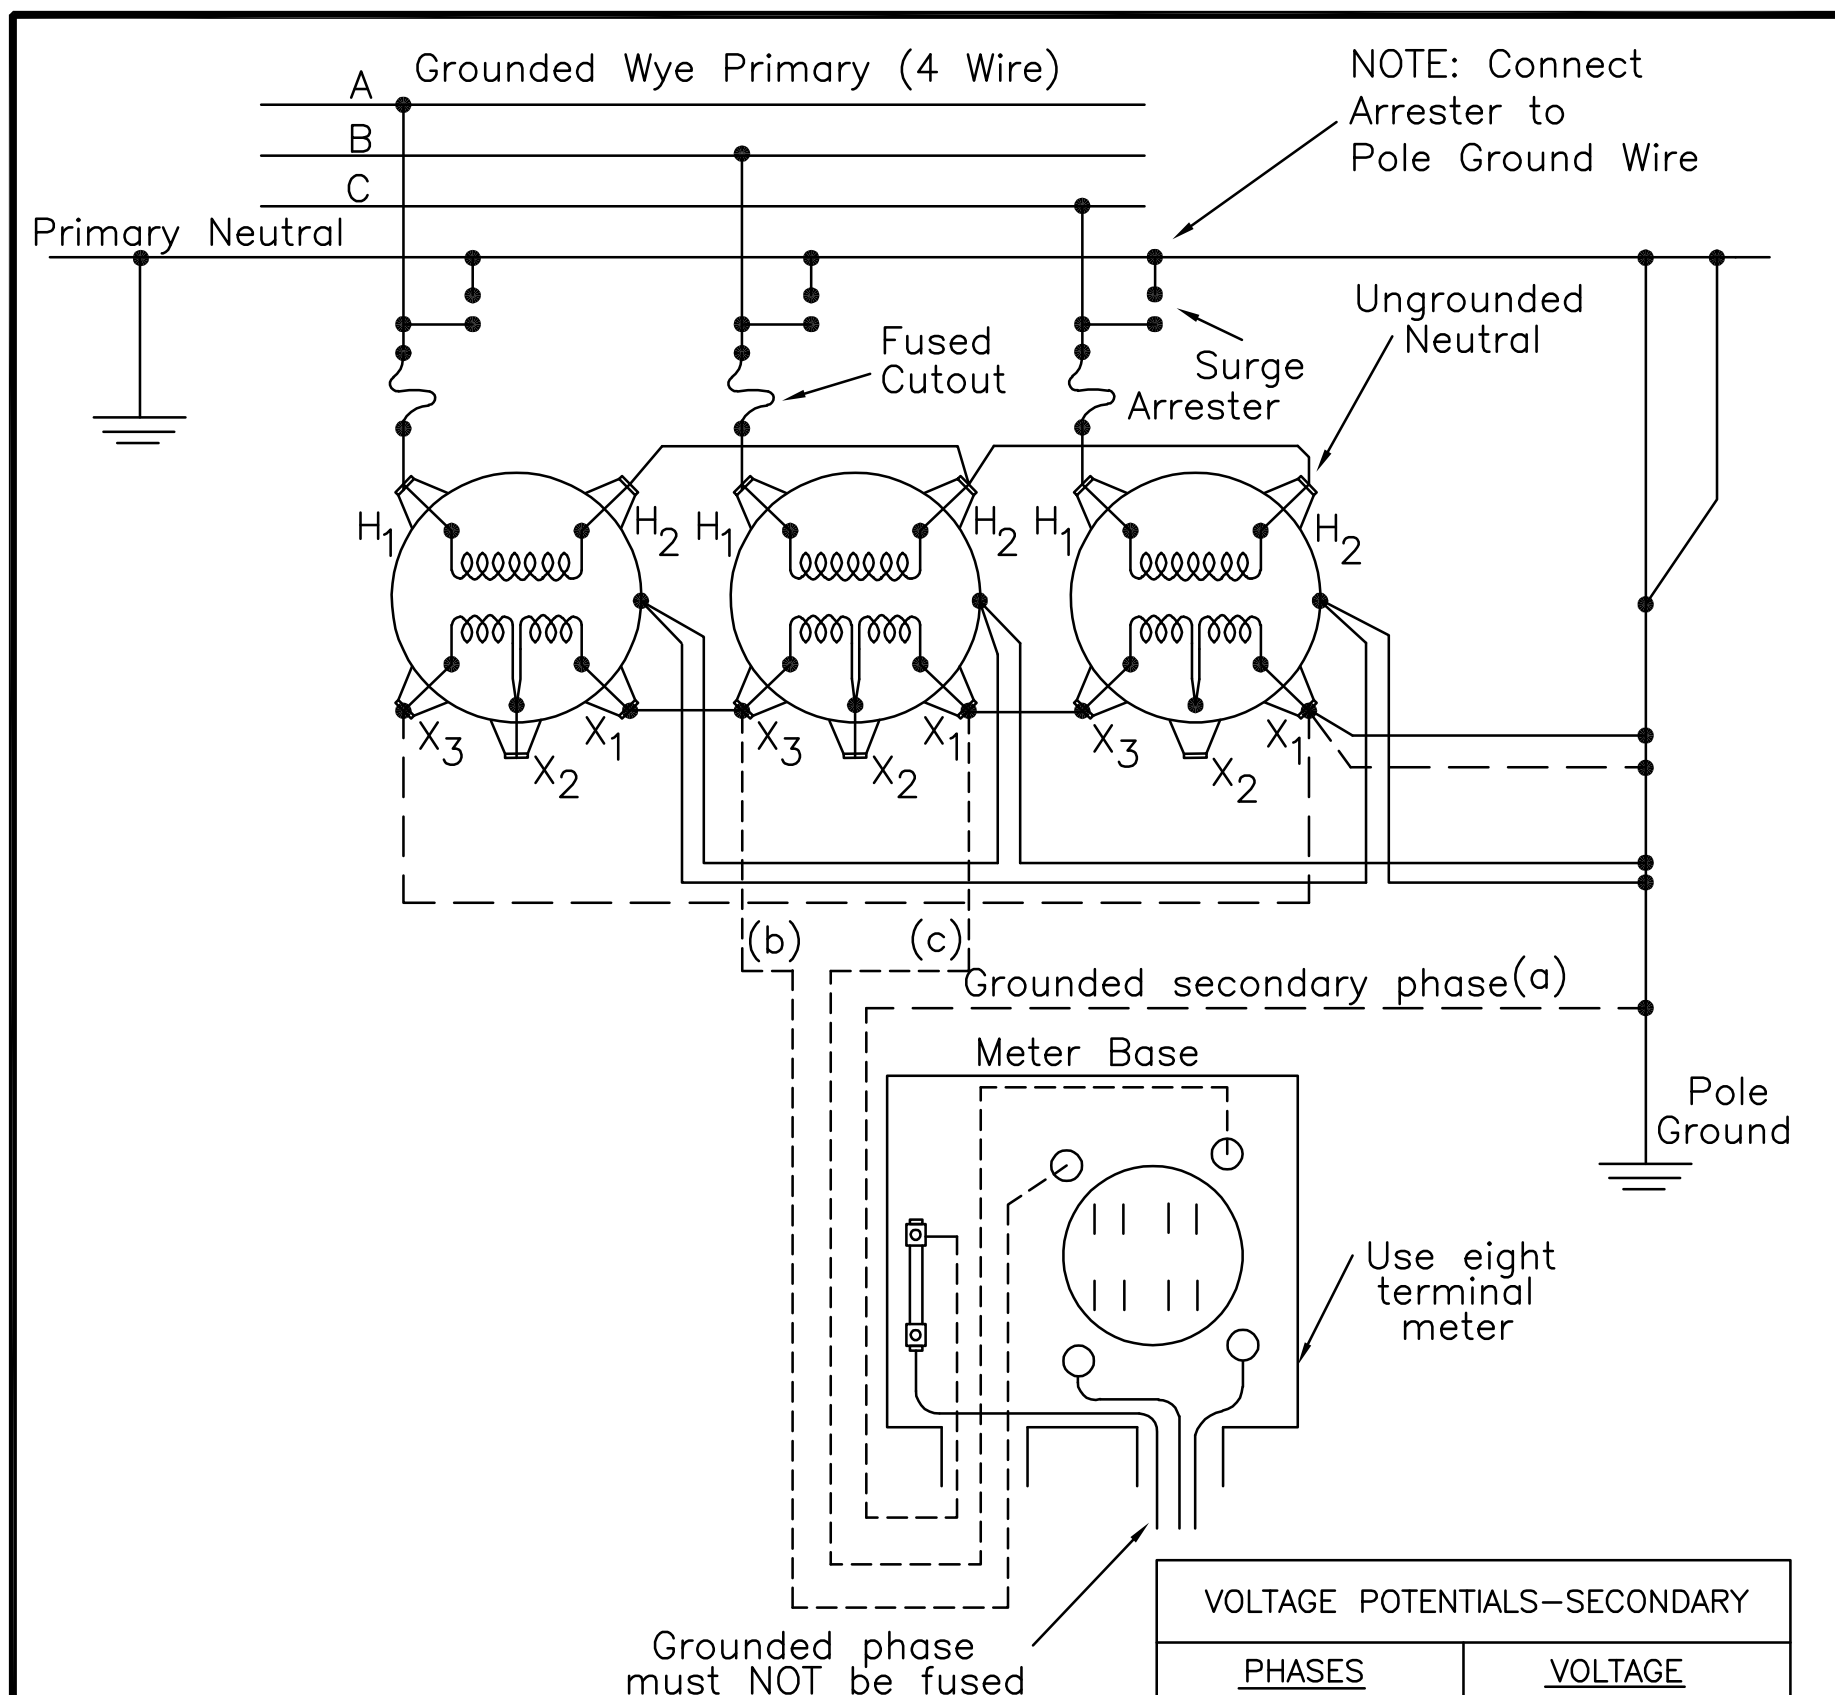 Grounded Wye Primary (4 Wire)
NOTE: Connect
Arrester to
Pole Ground Wire
A
B
C
Primary Neutral
Ungrounded
Neutral
Fused
Cutout
Surge
Arrester
H1
H2
H1
H2
H1
H2
X3
X2
X1
X3
X2
X1
X3
X2
X1
(b)
(c)
Grounded secondary phase(a)
Meter Base
Pole
Ground
Use eight
terminal
meter
Grounded phase
must NOT be fused
VOLTAGE POTENTIALS-SECONDARY
PHASES
VOLTAGE